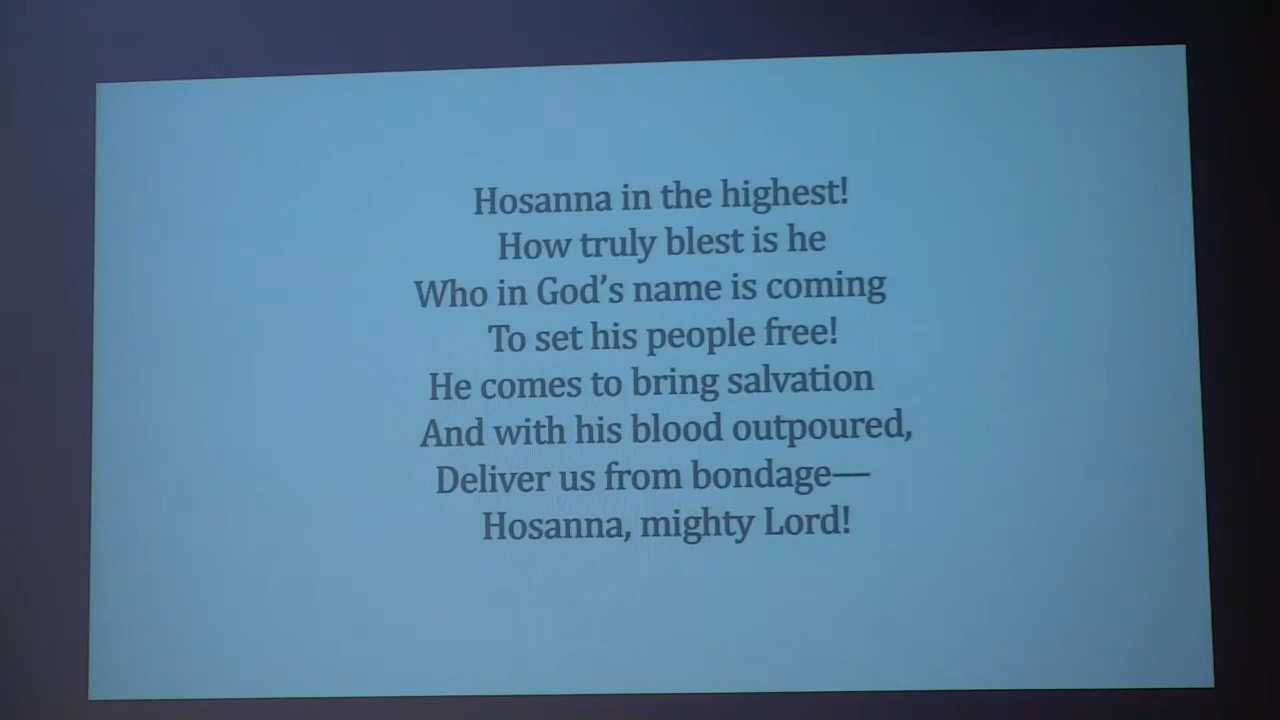 Hosanna in the highest!
How truly blest is he
Who in God’s name is coming
To set his people free!
He comes to bring salvation
And with his blood outpoured,
Deliver us from bondage—
Hosanna, mighty Lord!